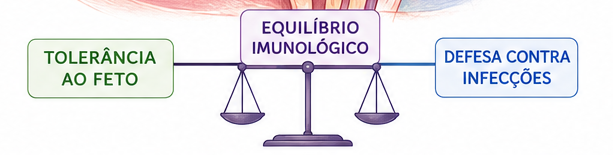 EQUILÍBRIO
IMUNOLÓGICO
TOLERÂNCIA
AO FETO
DEFESA CONTRA
INFECÇÕES